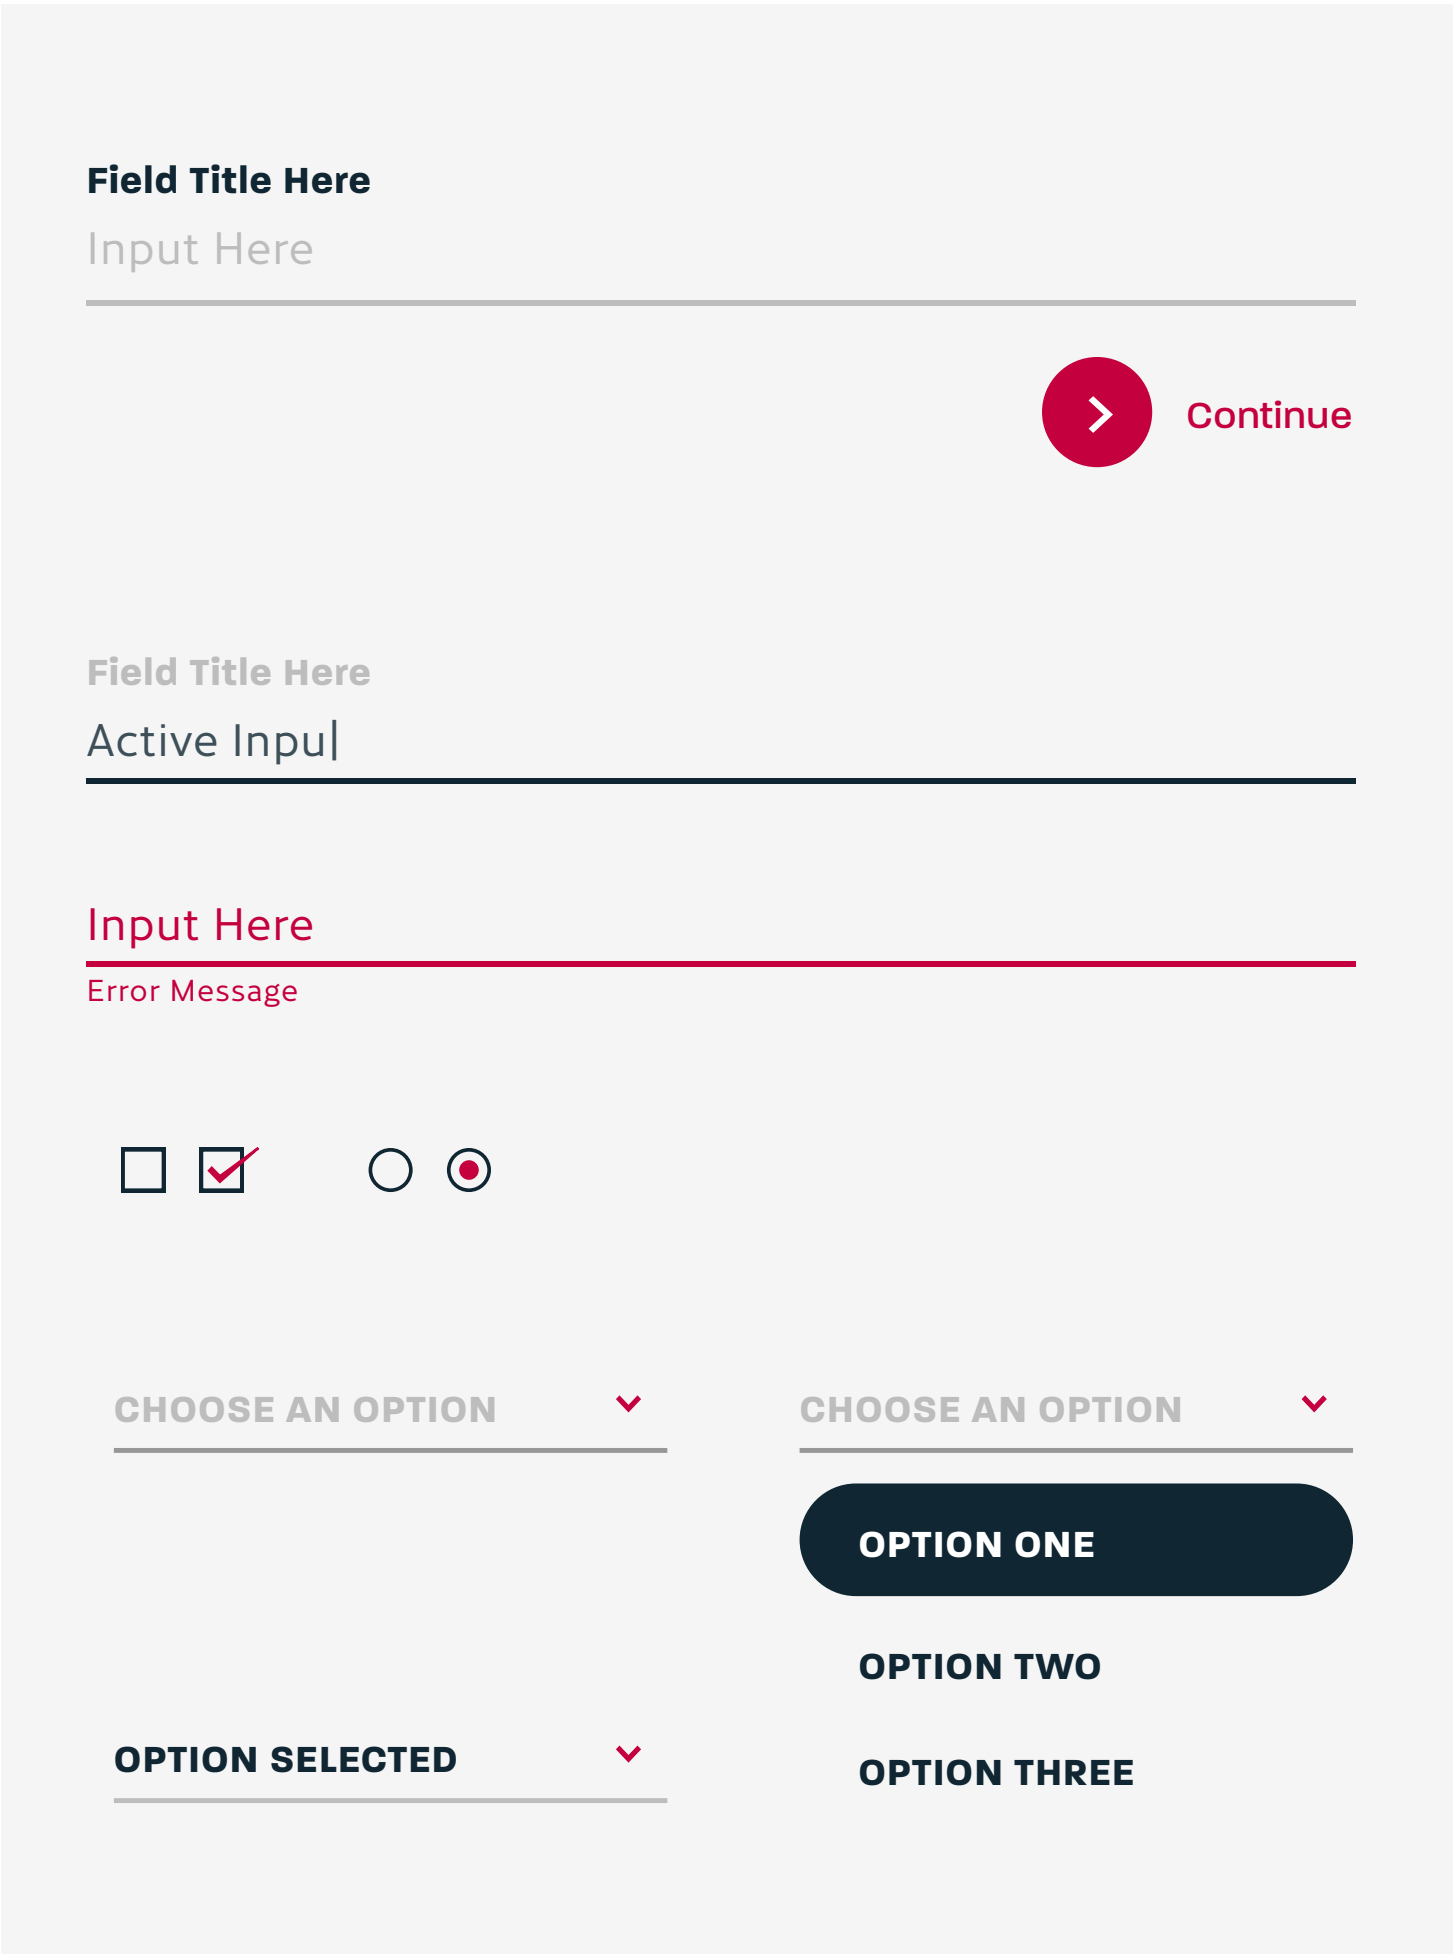 Field Title Here
Input Here
Continue
Field Title Here
Active Inpu|
Input Here
Error Message
CHOOSE AN OPTION
CHOOSE AN OPTION
OPTION ONE
OPTION TWO
OPTION SELECTED
OPTION THREE